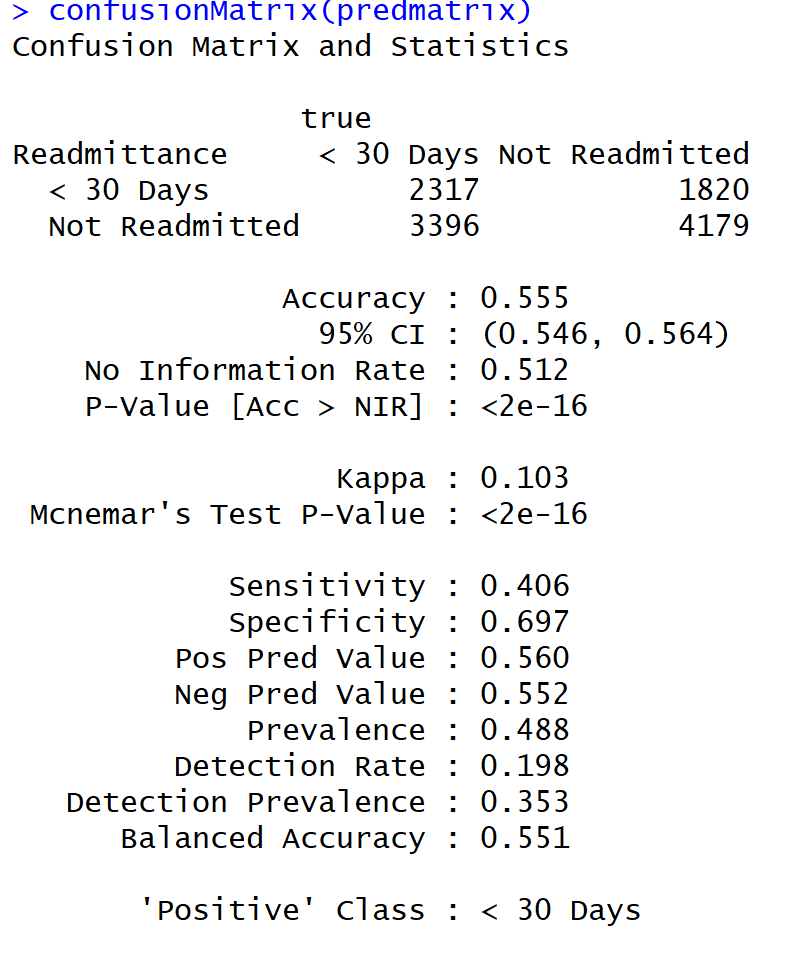 > confusionMatrix(predmatrix)
Confusion Matrix and Statistics
true
Readmittance < 30 Days Not Readmitted
< 30 Days 2317 1820
Not Readmitted 3396 4179
Accuracy : 0.555
95% CI : (0.546, 0.564)
No Information Rate : 0.512
P-Value [Acc > NIR] : <2e-16
Kappa : 0.103
Mcnemar's Test P-Value : <2e-16
Sensitivity : 0.406
Specificity : 0.697
Pos Pred Value : 0.560
Neg Pred Value : 0.552
Prevalence : 0.488
Detection Rate : 0.198
Detection Prevalence : 0.353
Balanced Accuracy : 0.551
'Positive' Class : < 30 Days